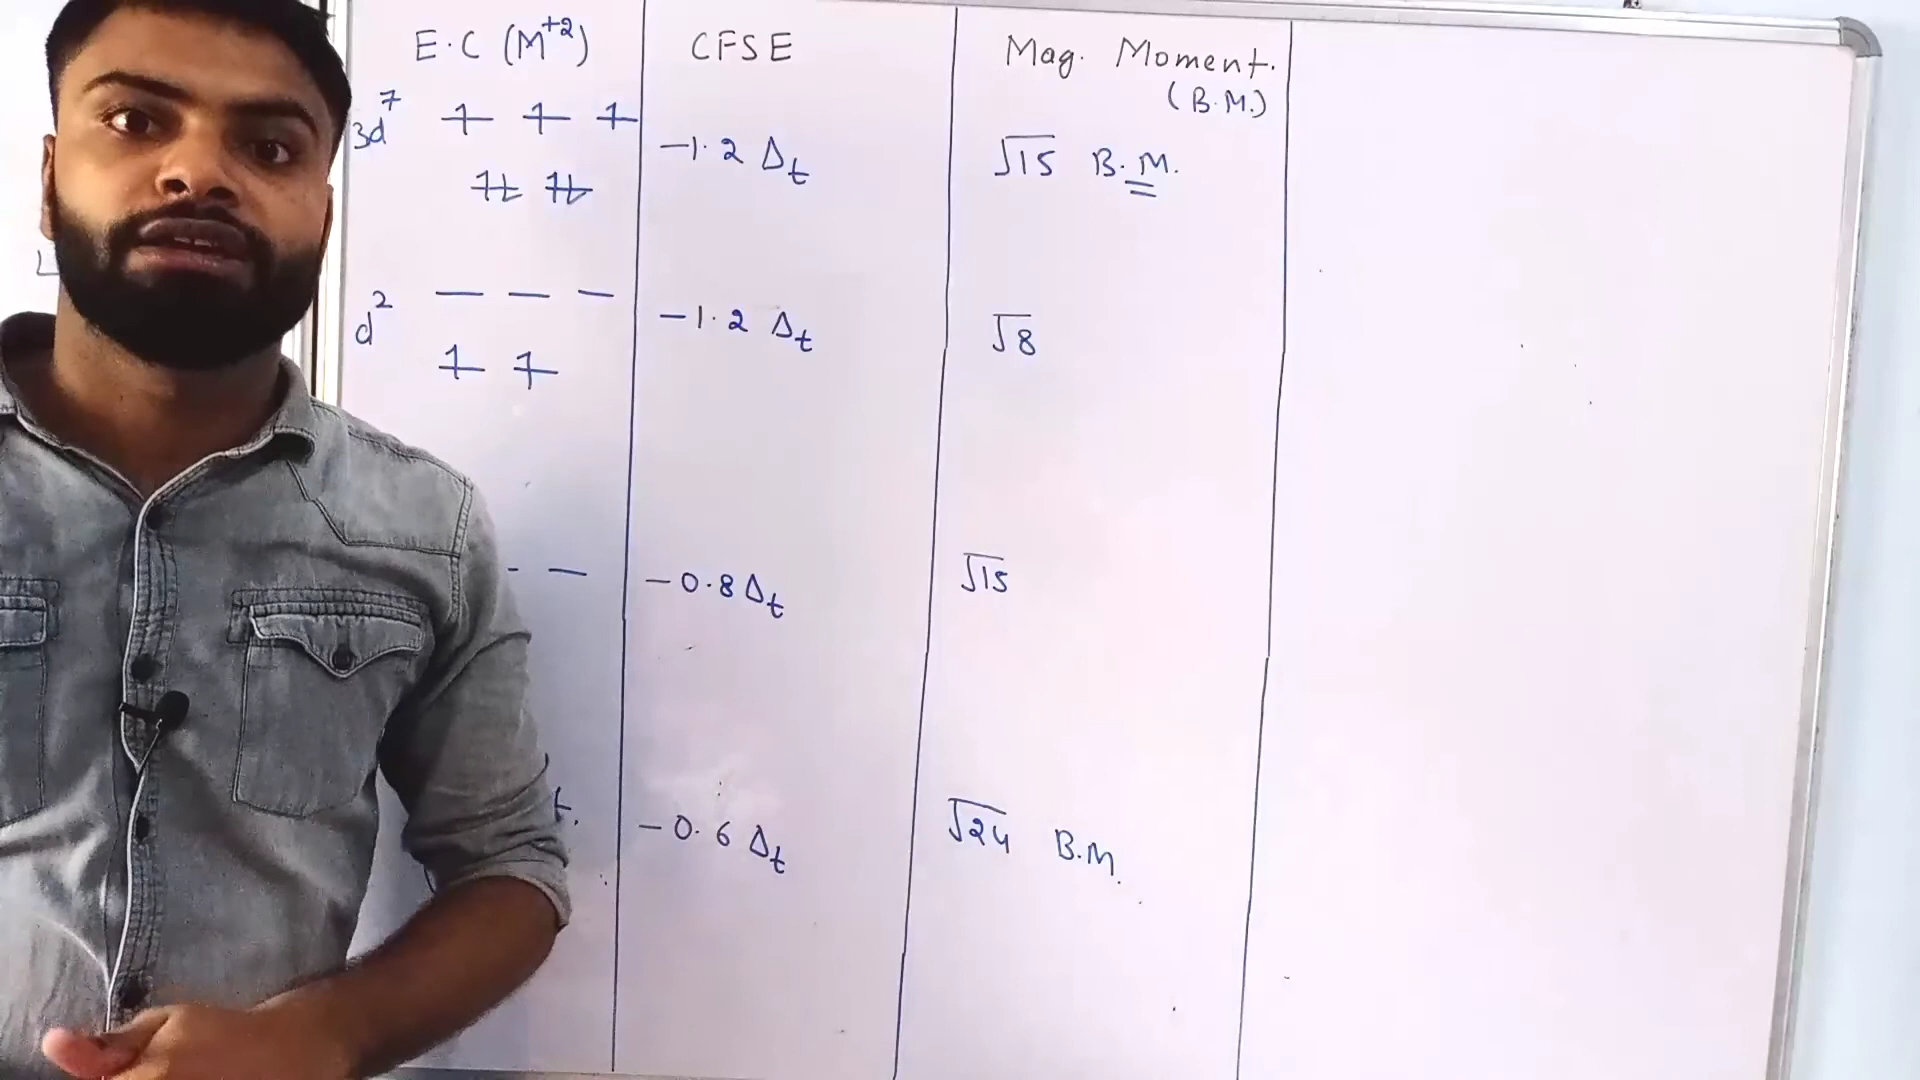 E.C (M⁺²) CFSE Mag. Moment.
(B.M.)
3d⁷ -1.2 Δt √15 B.M.
d² -1.2 Δt √8
-0.8 Δt √15
t. -0.6 Δt √24 B.M.